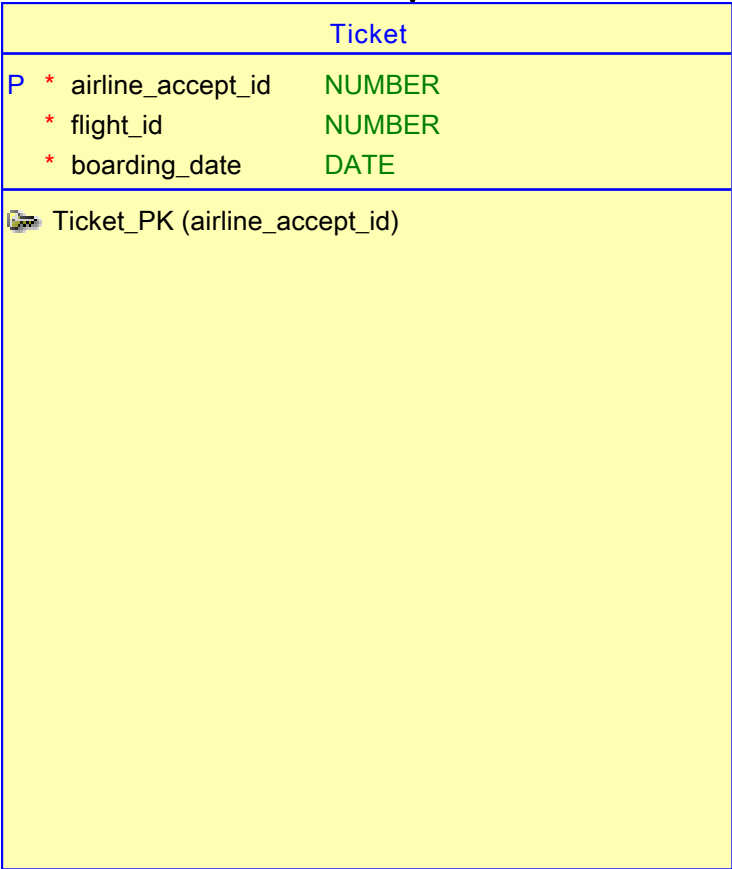 Ticket
P * airline_accept_id NUMBER
* flight_id NUMBER
* boarding_date DATE
Ticket_PK (airline_accept_id)